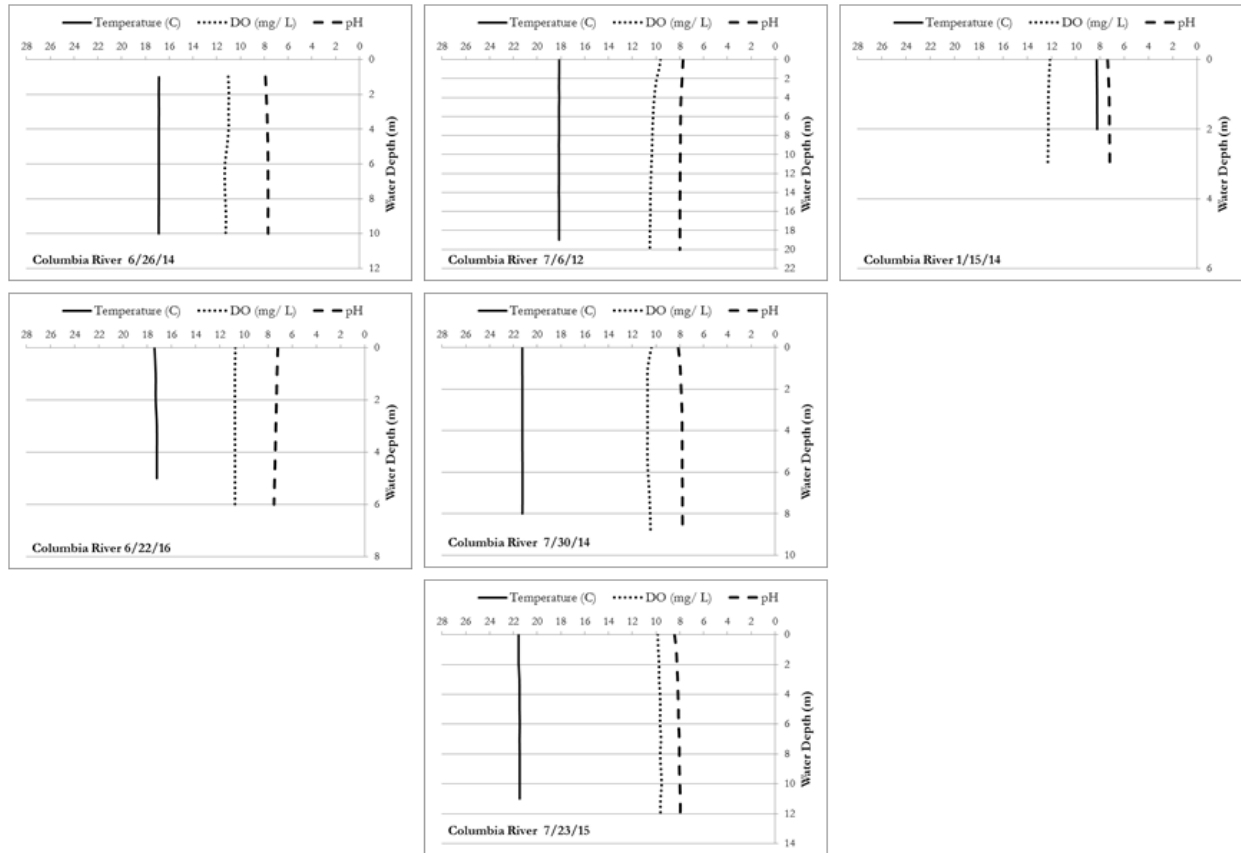 Temperature (C) DO (mg/ L) pH
28 26 24 22 20 18 16 14 12 10 8 6 4 2 0
0
2
4
6
8
10
12
Water Depth (m)
Columbia River 6/26/14
Temperature (C) DO (mg/ L) pH
28 26 24 22 20 18 16 14 12 10 8 6 4 2 0
0
2
4
6
8
10
12
14
16
18
20
22
Water Depth (m)
Columbia River 7/6/12
Temperature (C) DO (mg/ L) pH
28 26 24 22 20 18 16 14 12 10 8 6 4 2 0
0
2
4
6
Water Depth (m)
Columbia River 1/15/14
Temperature (C) DO (mg/ L) pH
28 26 24 22 20 18 16 14 12 10 8 6 4 2 0
0
2
4
6
8
Water Depth (m)
Columbia River 6/22/16
Temperature (C) DO (mg/ L) pH
28 26 24 22 20 18 16 14 12 10 8 6 4 2 0
0
2
4
6
8
10
Water Depth (m)
Columbia River 7/30/14
Temperature (C) DO (mg/ L) pH
28 26 24 22 20 18 16 14 12 10 8 6 4 2 0
0
2
4
6
8
10
12
14
Water Depth (m)
Columbia River 7/23/15